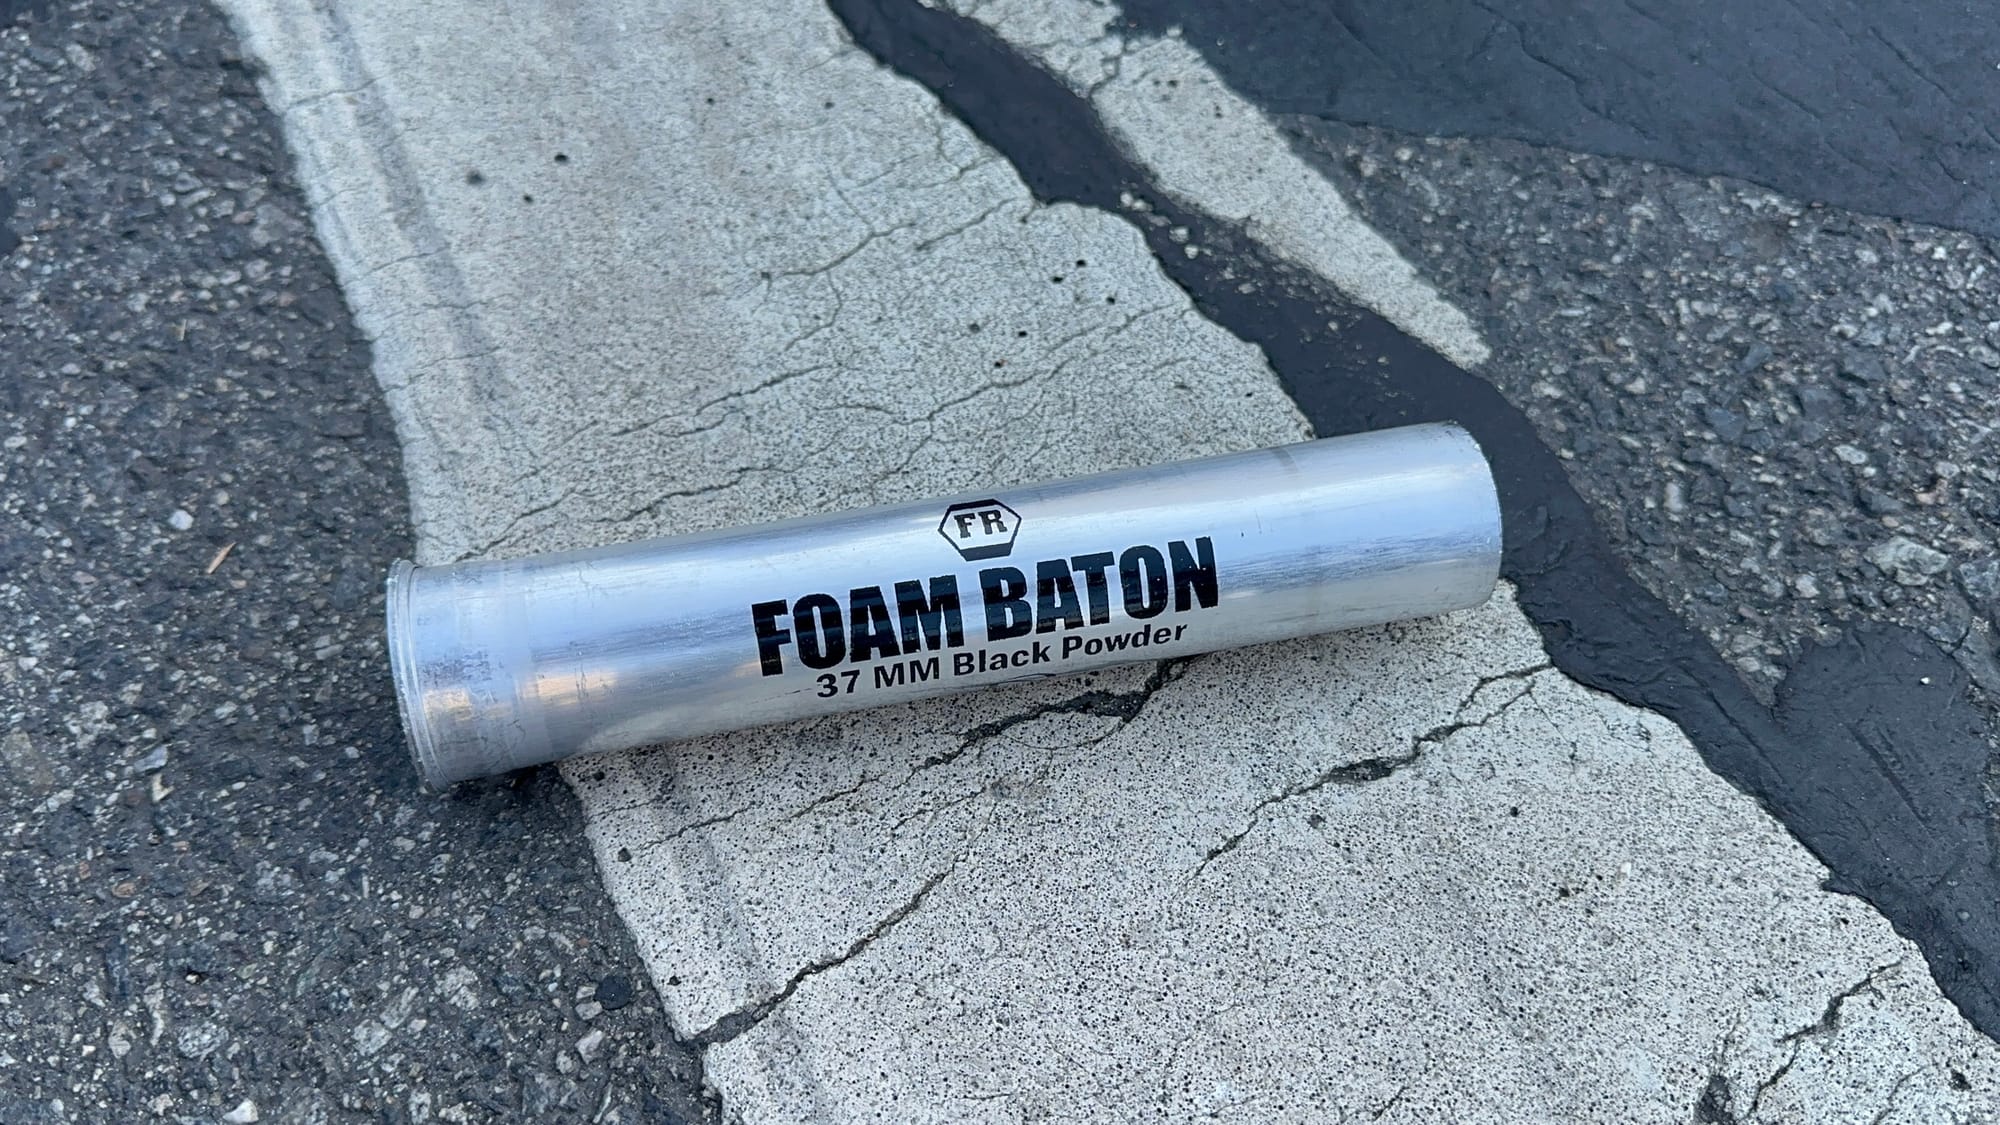 FR
FOAM BATON
37 MM Black Powder